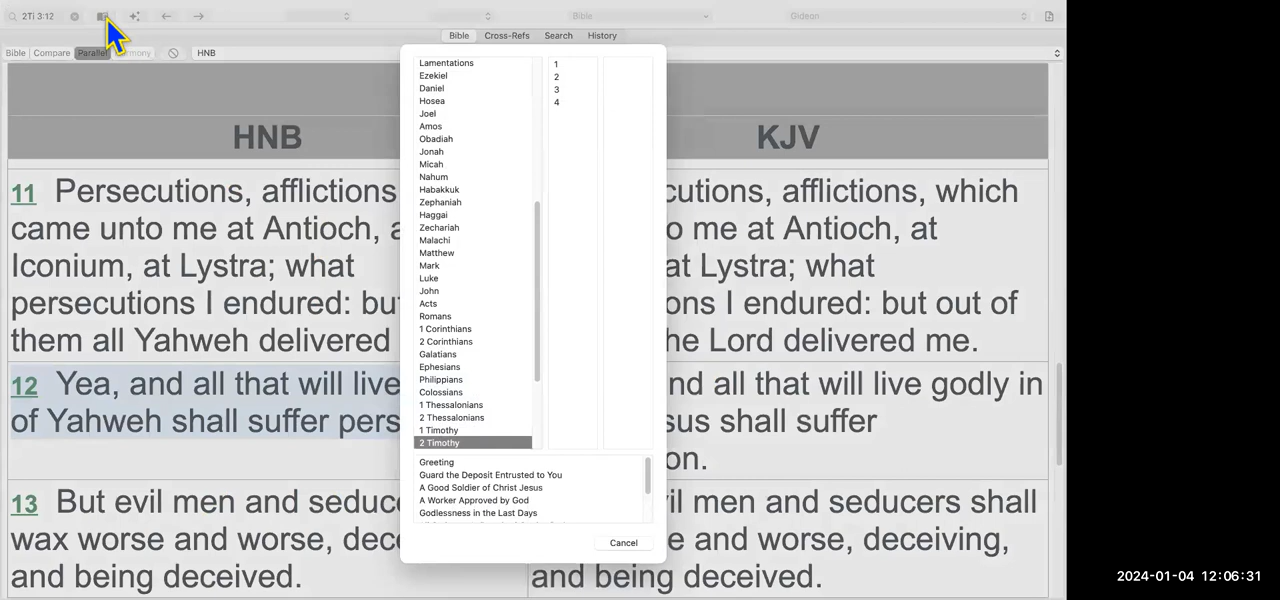 2Ti 3:12
Bible
Gideon
Bible Cross-Refs Search History
Bible Compare Parallel
HNB
HNB
KJV
11 Persecutions, afflictions
came unto me at Antioch, a
Iconium, at Lystra; what
persecutions I endured: but
them all Yahweh delivered
12 Yea, and all that will live
of Yahweh shall suffer pers
13 But evil men and seduc
wax worse and worse, dec
and being deceived.
Lamentations
Ezekiel
Daniel
Hosea
Joel
Amos
Obadiah
Jonah
Micah
Nahum
Habakkuk
Zephaniah
Haggai
Zechariah
Malachi
Matthew
Mark
Luke
John
Acts
Romans
1 Corinthians
2 Corinthians
Galatians
Ephesians
Philippians
Colossians
1 Thessalonians
2 Thessalonians
1 Timothy
2 Timothy
1
2
3
4
Greeting
Guard the Deposit Entrusted to You
A Good Soldier of Christ Jesus
A Worker Approved by God
Godlessness in the Last Days
Cancel
cutions, afflictions, which
o me at Antioch, at
at Lystra; what
ns I endured: but out of
he Lord delivered me.
nd all that will live godly in
sus shall suffer
on.
il men and seducers shall
e and worse, deceiving,
and being deceived.
2024-01-04 12:06:31